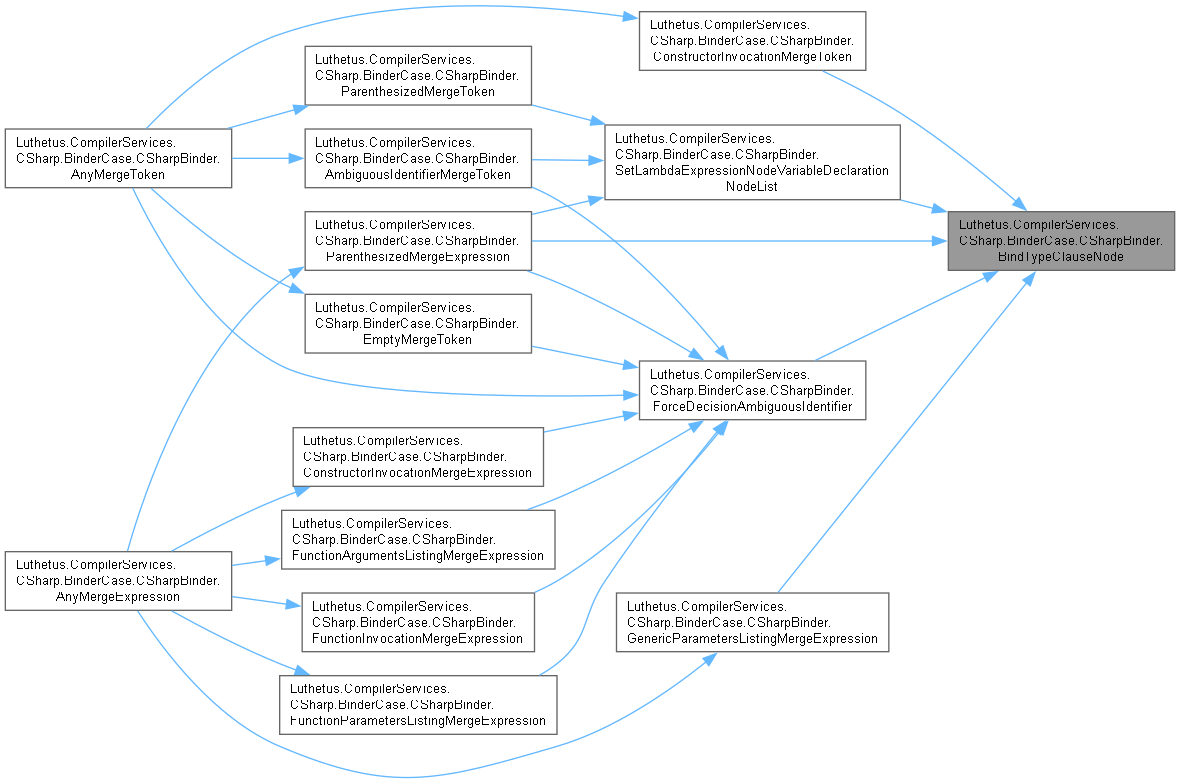 Luthetus.CompilerServices.
CSharp.BinderCase.CSharpBinder.
ConstructorInvocationMergeToken
Luthetus.CompilerServices.
CSharp.BinderCase.CSharpBinder.
ParenthesizedMergeToken
Luthetus.CompilerServices.
CSharp.BinderCase.CSharpBinder.
AnyMergeToken
Luthetus.CompilerServices.
CSharp.BinderCase.CSharpBinder.
AmbiguousIdentifierMergeToken
Luthetus.CompilerServices.
CSharp.BinderCase.CSharpBinder.
SetLambdaExpressionNodeVariableDeclaration
NodeList
Luthetus.CompilerServices.
CSharp.BinderCase.CSharpBinder.
ParenthesizedMergeExpression
Luthetus.CompilerServices.
CSharp.BinderCase.CSharpBinder.
BindTypeClauseNode
Luthetus.CompilerServices.
CSharp.BinderCase.CSharpBinder.
EmptyMergeToken
Luthetus.CompilerServices.
CSharp.BinderCase.CSharpBinder.
ForceDecisionAmbiguousIdentifier
Luthetus.CompilerServices.
CSharp.BinderCase.CSharpBinder.
ConstructorInvocationMergeExpression
Luthetus.CompilerServices.
CSharp.BinderCase.CSharpBinder.
FunctionArgumentsListingMergeExpression
Luthetus.CompilerServices.
CSharp.BinderCase.CSharpBinder.
AnyMergeExpression
Luthetus.CompilerServices.
CSharp.BinderCase.CSharpBinder.
FunctionInvocationMergeExpression
Luthetus.CompilerServices.
CSharp.BinderCase.CSharpBinder.
GenericParametersListingMergeExpression
Luthetus.CompilerServices.
CSharp.BinderCase.CSharpBinder.
FunctionParametersListingMergeExpression